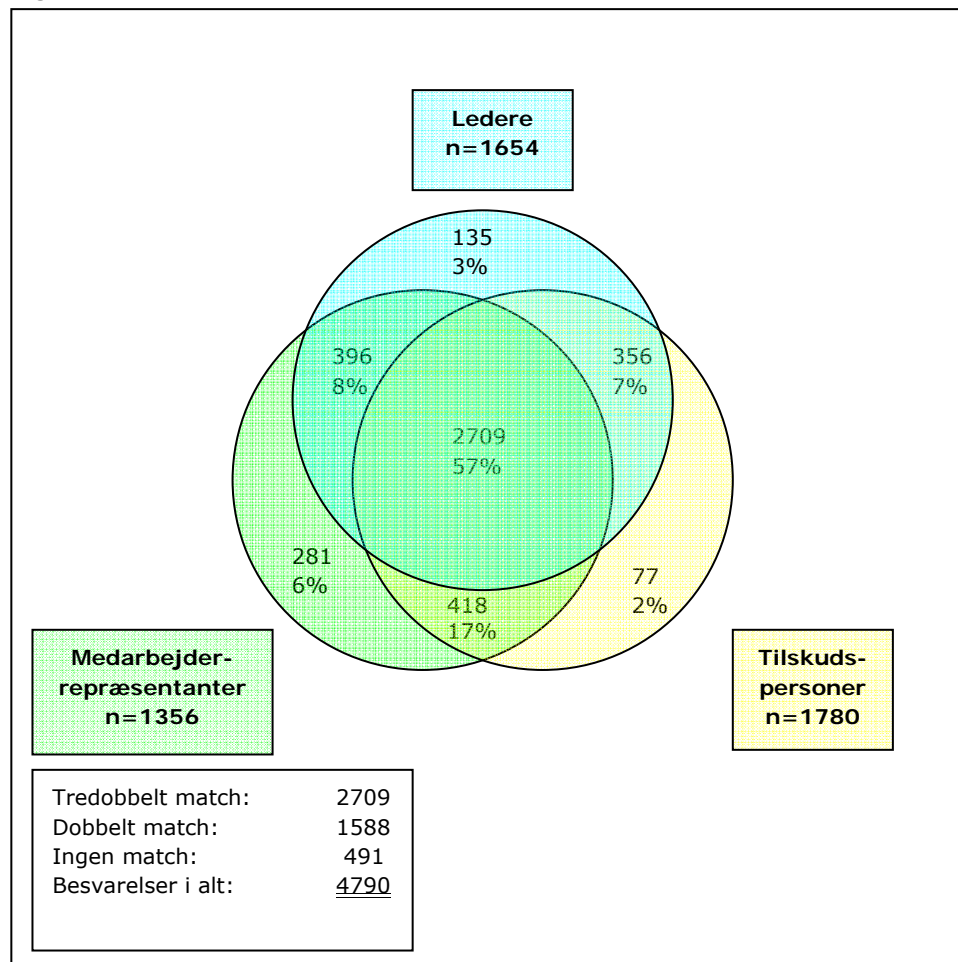 Ledere
n=1654
135
3%
396
8%
356
7%
2709
57%
281
6%
77
2%
418
17%
Medarbejder-
repræsentanter
n=1356
Tilskuds-
personer
n=1780
Tredobbelt match: 2709
Dobbelt match: 1588
Ingen match: 491
Besvarelser i alt: 4790